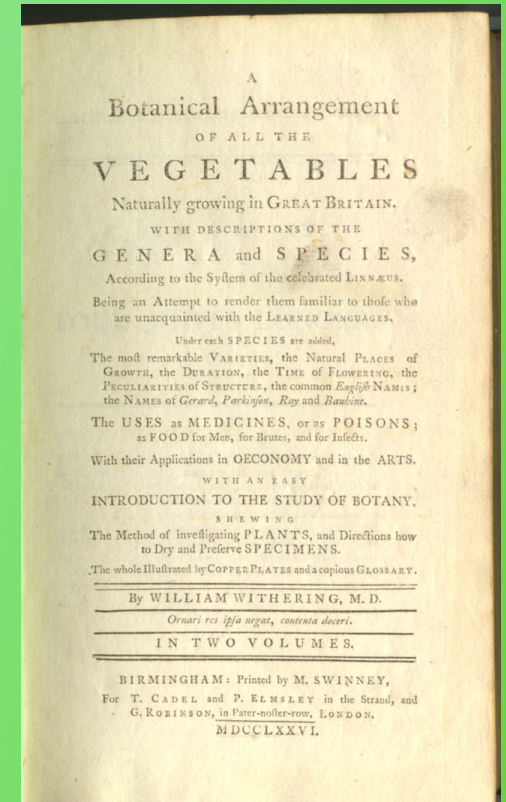 A
Botanical Arrangement
OF ALL THE
VEGETABLES
Naturally growing in GREAT BRITAIN.
WITH DESCRIPTIONS OF THE
GENERA and SPECIES,
According to the Syſtem of the celebrated LINNÆUS.
Being an Attempt to render them familiar to thoſe who
are unacquainted with the LEARNED LANGUAGES.
Under each SPECIES are added,
The moſt remarkable VARIETIES, the Natural PLACES of
GROWTH, the DURATION, the TIME of FLOWERING, the
PECULIARITIES of STRUCTURE, the common Engliſh NAMES;
the NAMES of Gerard, Parkinſon, Ray and Bauhine.
The USES as MEDICINES, or as POISONS;
as FOOD for Men, for Brutes, and for Inſects.
With their Applications in OECONOMY and in the ARTS.
WITH AN EASY
INTRODUCTION TO THE STUDY OF BOTANY.
SHEWING
The Method of inveſtigating PLANTS, and Directions how
to Dry and Preſerve SPECIMENS.
The whole Illuſtrated by COPPER PLATES and a copious GLOSSARY.
By WILLIAM WITHERING, M. D.
Ornari res ipſa negat, contenta doceri.
IN TWO VOLUMES.
BIRMINGHAM: Printed by M. SWINNEY,
For T. CADEL and P. ELMSLEY in the Strand, and
G. ROBINSON, in Pater-noſter-row, LONDON.
MDCCLXXVI.